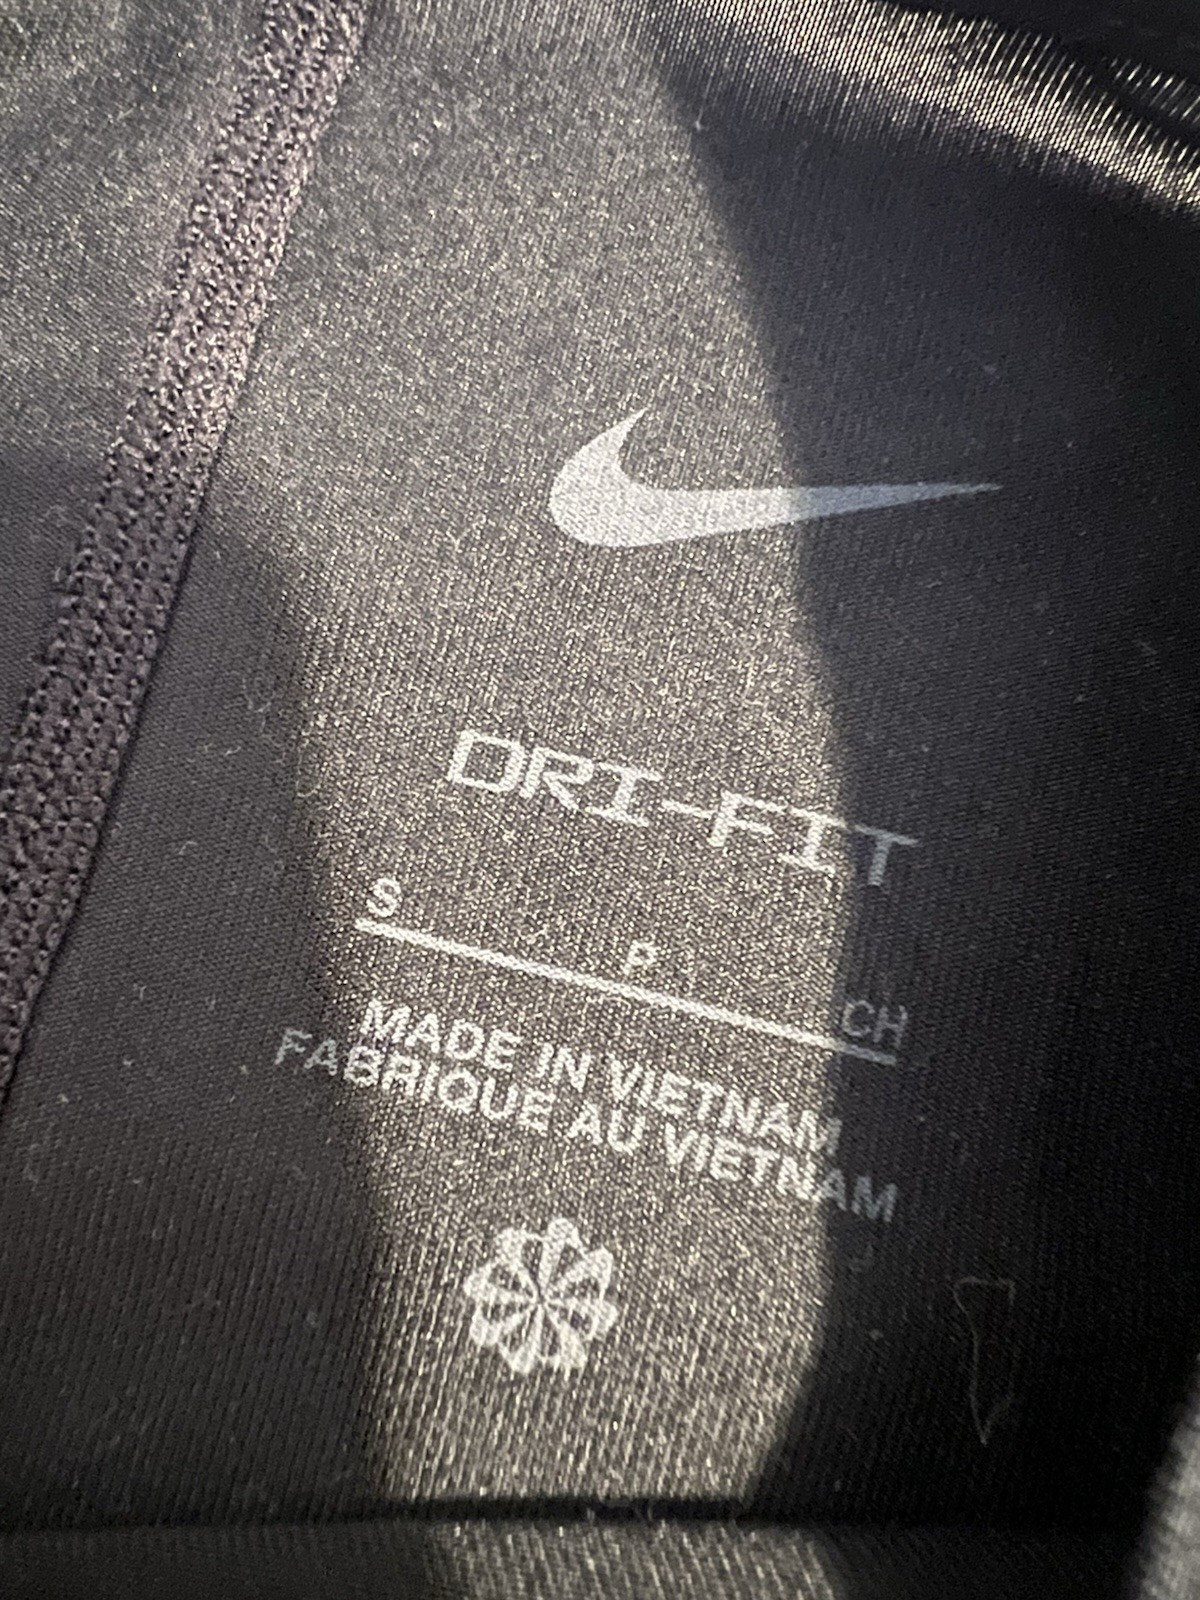 DRI-FIT
S P CH
MADE IN VIETNAM
FABRIQUE AU VIETNAM